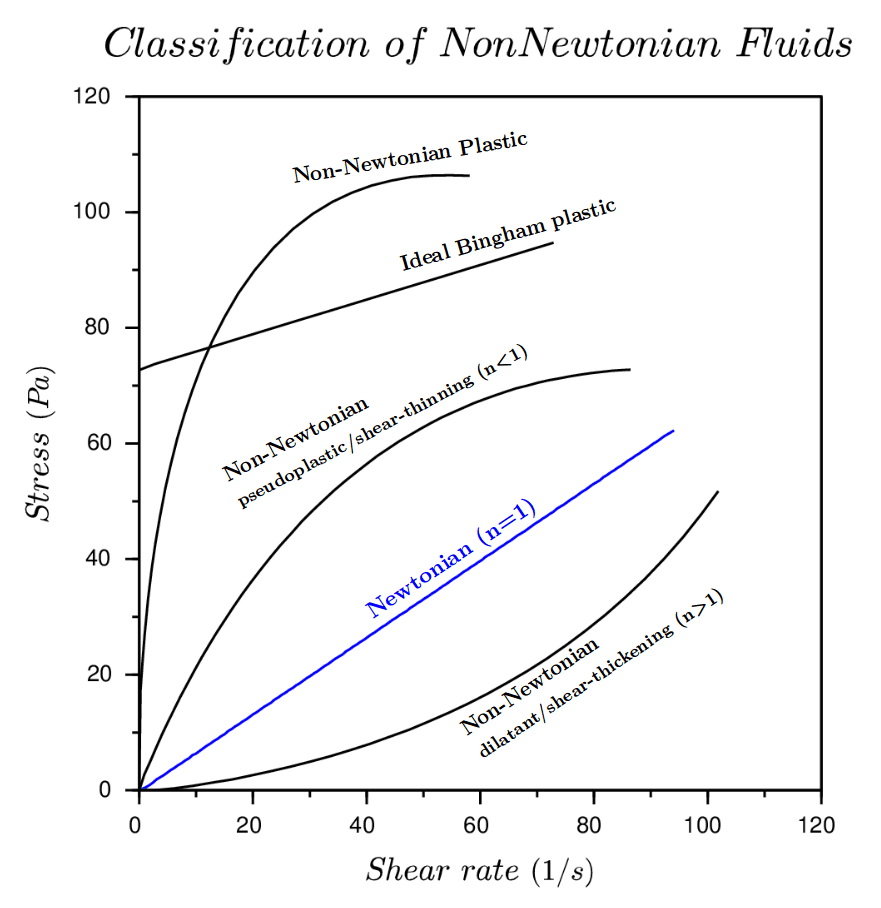 Classification of NonNewtonian Fluids
120
100
80
60
40
20
0
Stress (Pa)
Non-Newtonian Plastic
Ideal Bingham plastic
Non-Newtonian
pseudoplastic/shear-thinning (n<1)
Newtonian (n=1)
Non-Newtonian
dilatant/shear-thickening (n>1)
0 20 40 60 80 100 120
Shear rate (1/s)